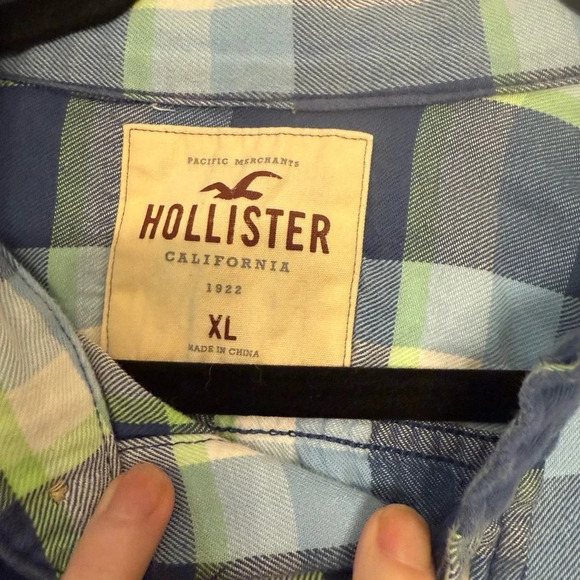 PACIFIC MERCHANTS
HOLLISTER
CALIFORNIA
1922
XL
MADE IN CHINA